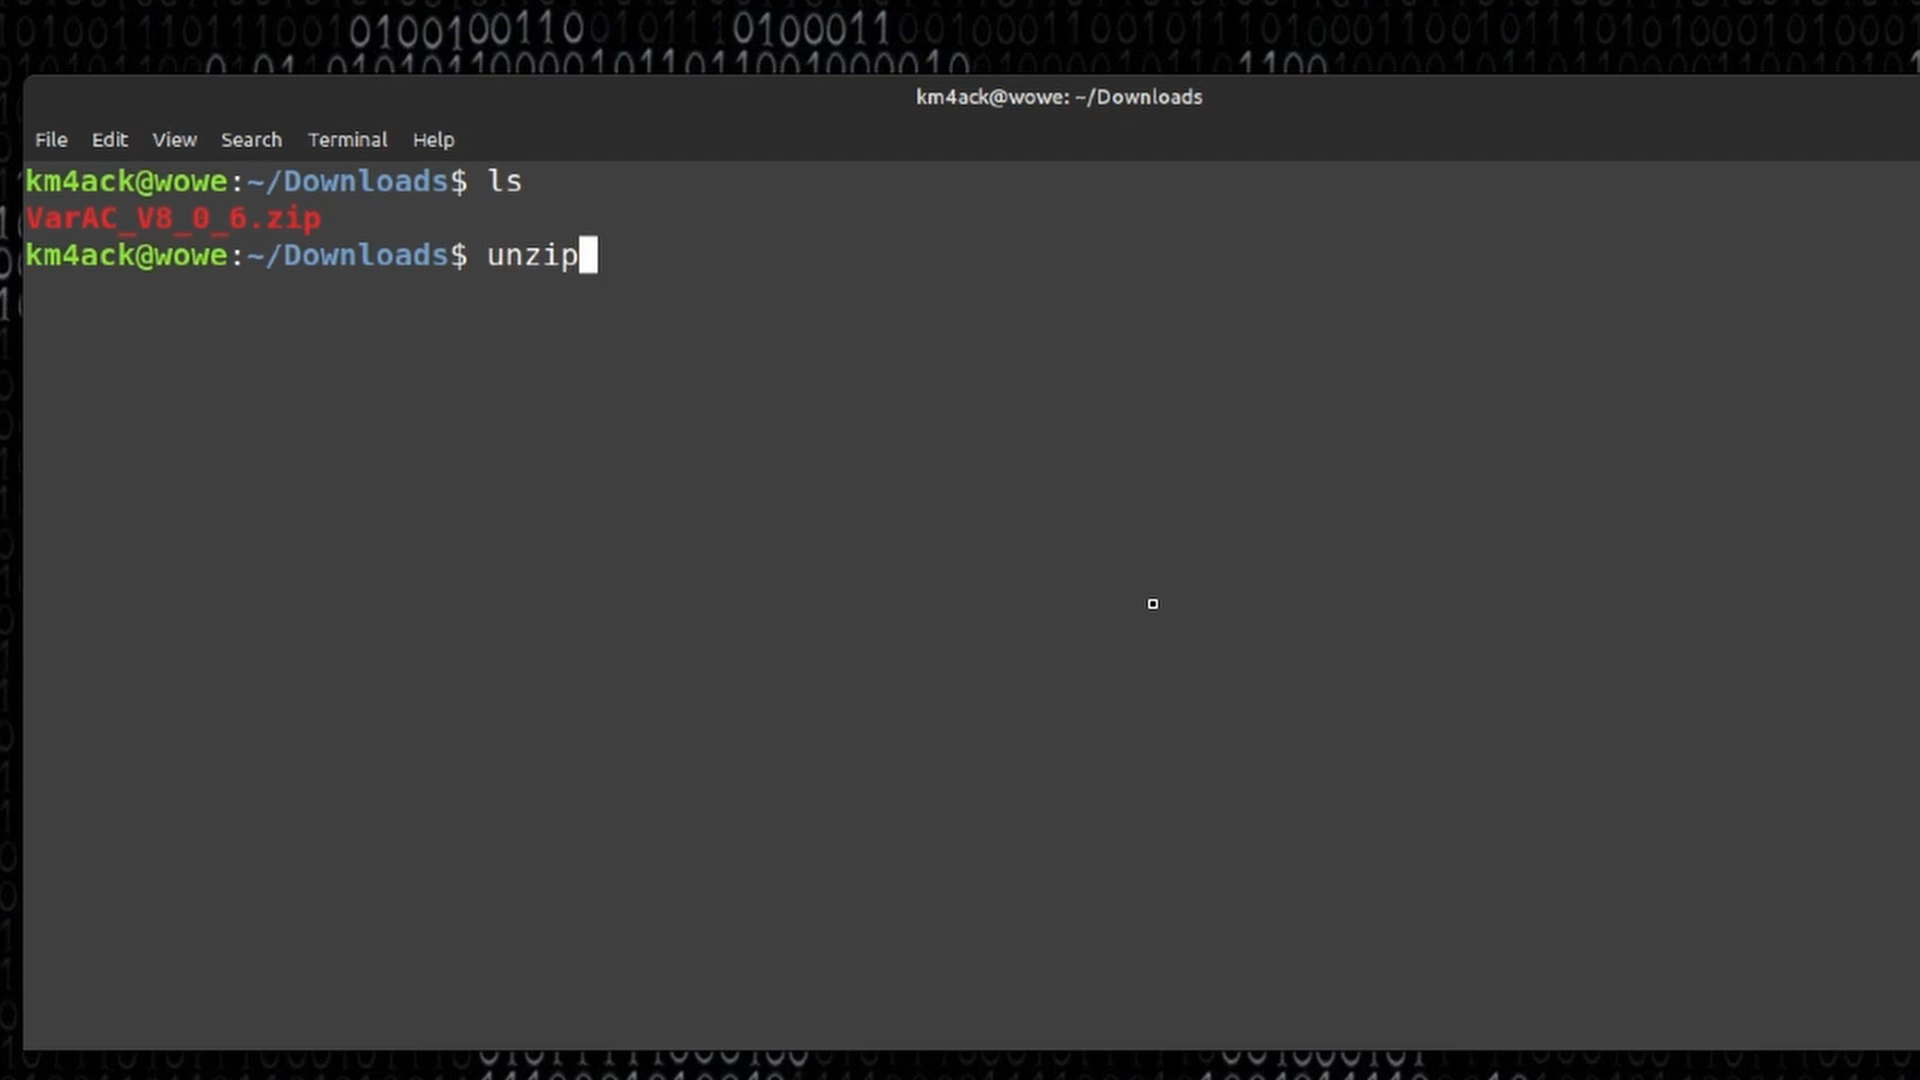 km4ack@wowe: ~/Downloads
File Edit View Search Terminal Help
km4ack@wowe:~/Downloads$ ls
VarAC_V8_0_6.zip
km4ack@wowe:~/Downloads$ unzip